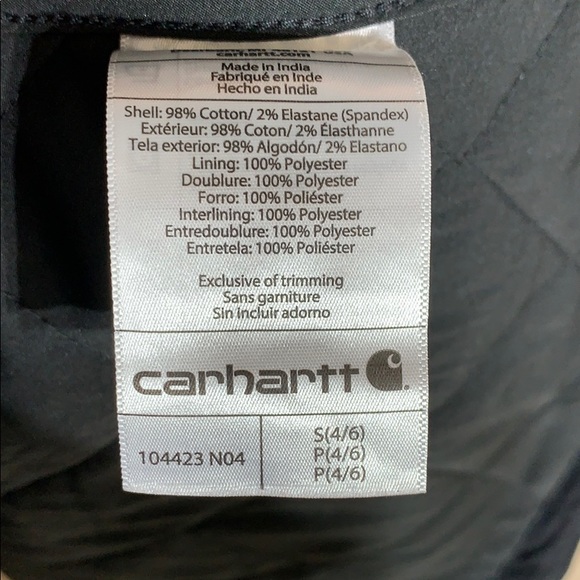 carhartt.com
Made in India
Fabriqué en Inde
Hecho en India
Shell: 98% Cotton/ 2% Elastane (Spandex)
Extérieur: 98% Coton/ 2% Élasthanne
Tela exterior: 98% Algodón/ 2% Elastano
Lining: 100% Polyester
Doublure: 100% Polyester
Forro: 100% Poliéster
Interlining: 100% Polyester
Entredoublure: 100% Polyester
Entretela: 100% Poliéster
Exclusive of trimming
Sans garniture
Sin incluir adorno
carhartt
104423 N04
S(4/6)
P(4/6)
P(4/6)